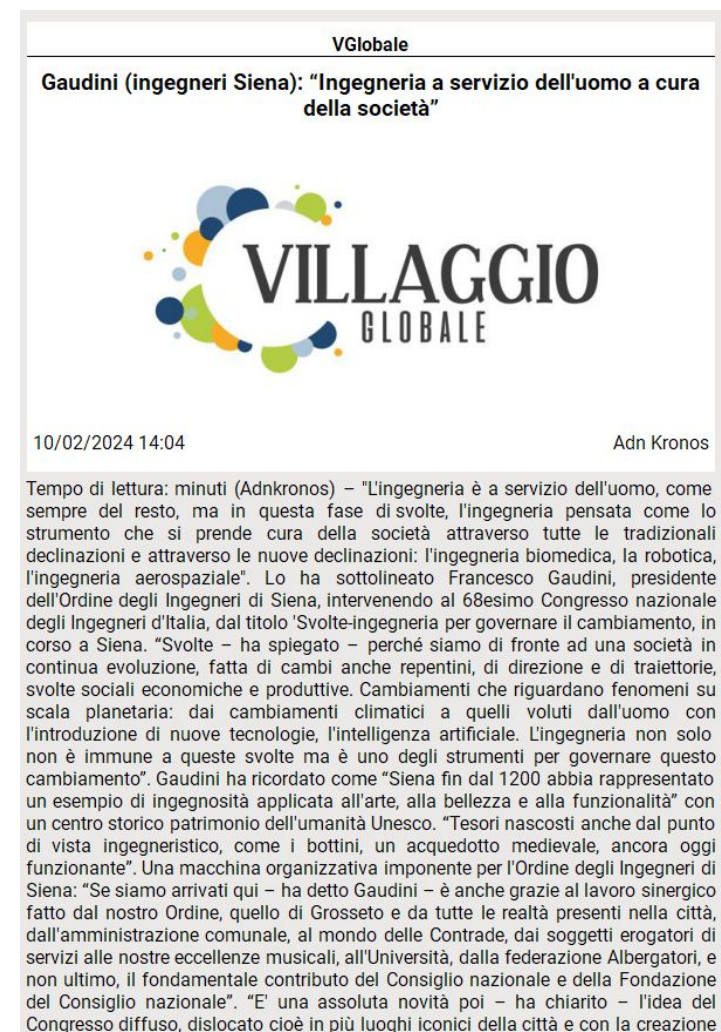 VGlobale
Gaudini (ingegneri Siena): “Ingegneria a servizio dell'uomo a cura
della società”
VILLAGGIO
GLOBALE
10/02/2024 14:04
Adn Kronos
Tempo di lettura: minuti (Adnkronos) – "L'ingegneria è a servizio dell'uomo, come
sempre del resto, ma in questa fase di svolte, l'ingegneria pensata come lo
strumento che si prende cura della società attraverso tutte le tradizionali
declinazioni e attraverso le nuove declinazioni: l'ingegneria biomedica, la robotica,
l'ingegneria aerospaziale". Lo ha sottolineato Francesco Gaudini, presidente
dell'Ordine degli Ingegneri di Siena, intervenendo al 68esimo Congresso nazionale
degli Ingegneri d'Italia, dal titolo 'Svolte-ingegneria per governare il cambiamento, in
corso a Siena. “Svolte – ha spiegato – perché siamo di fronte ad una società in
continua evoluzione, fatta di cambi anche repentini, di direzione e di traiettorie,
svolte sociali economiche e produttive. Cambiamenti che riguardano fenomeni su
scala planetaria: dai cambiamenti climatici a quelli voluti dall'uomo con
l'introduzione di nuove tecnologie, l'intelligenza artificiale. L'ingegneria non solo
non è immune a queste svolte ma è uno degli strumenti per governare questo
cambiamento”. Gaudini ha ricordato come “Siena fin dal 1200 abbia rappresentato
un esempio di ingegnosità applicata all'arte, alla bellezza e alla funzionalità” con
un centro storico patrimonio dell'umanità Unesco. “Tesori nascosti anche dal punto
di vista ingegneristico, come i bottini, un acquedotto medievale, ancora oggi
funzionante”. Una macchina organizzativa imponente per l'Ordine degli Ingegneri di
Siena: “Se siamo arrivati qui – ha detto Gaudini – è anche grazie al lavoro sinergico
fatto dal nostro Ordine, quello di Grosseto e da tutte le realtà presenti nella città,
dall'amministrazione comunale, al mondo delle Contrade, dai soggetti erogatori di
servizi alle nostre eccellenze musicali, all'Università, dalla federazione Albergatori, e
non ultimo, il fondamentale contributo del Consiglio nazionale e della Fondazione
del Consiglio nazionale”. “E' una assoluta novità poi – ha chiarito – l'idea del
Congresso diffuso, dislocato cioè in più luoghi iconici della città e con la creazione